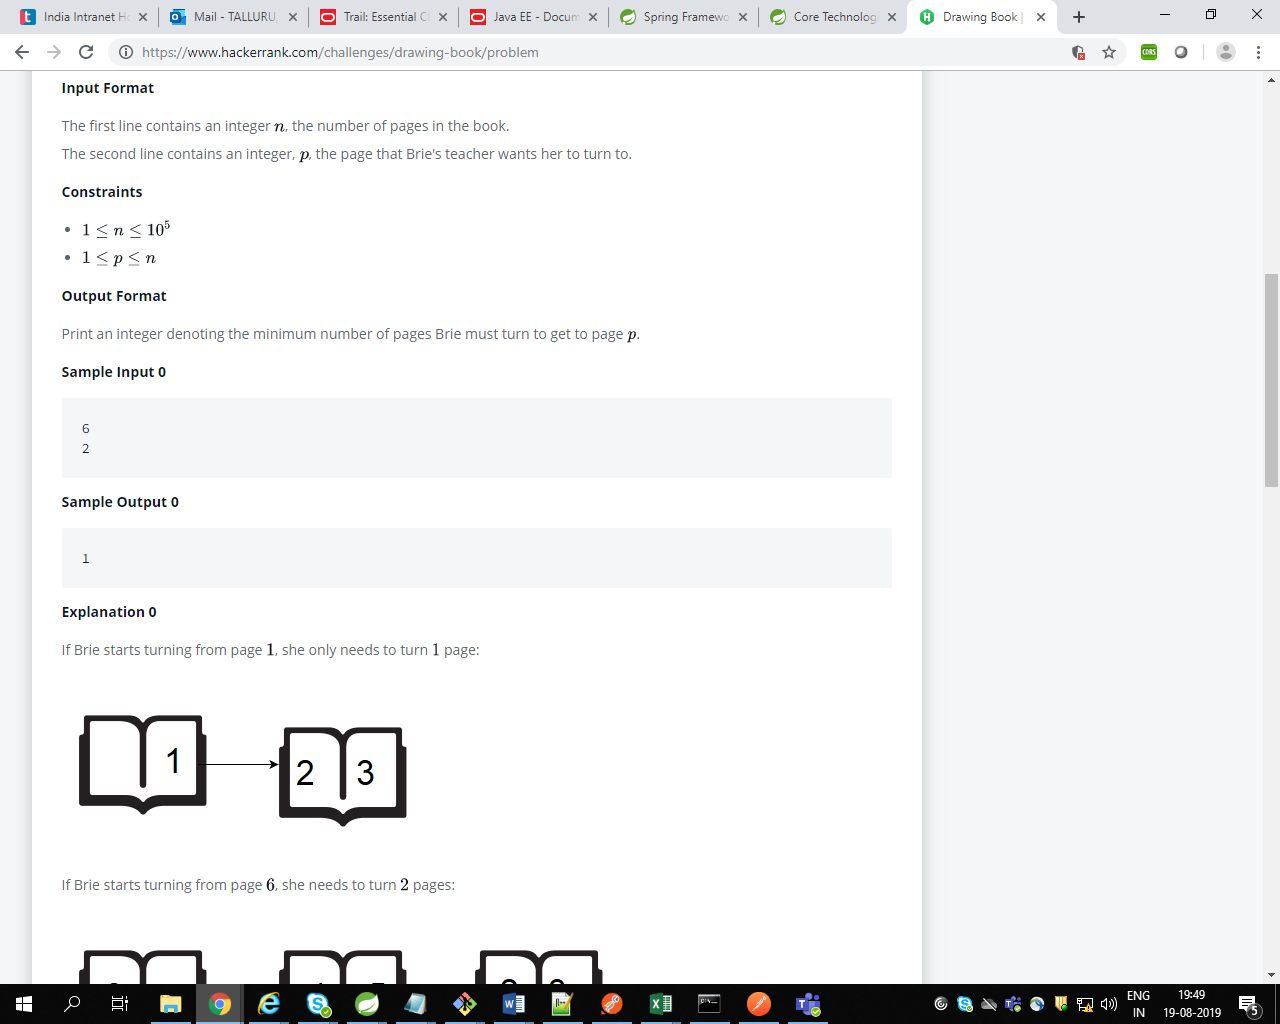 India Intranet Ho
Mail - TALLURU,
Trail: Essential Cl
Java EE - Docum
Spring Framewo
Core Technolog
Drawing Book |
https://www.hackerrank.com/challenges/drawing-book/problem
CORS
Input Format
The first line contains an integer n, the number of pages in the book.
The second line contains an integer, p, the page that Brie's teacher wants her to turn to.
Constraints
• 1 ≤ n ≤ 10⁵
• 1 ≤ p ≤ n
Output Format
Print an integer denoting the minimum number of pages Brie must turn to get to page p.
Sample Input 0
6
2
Sample Output 0
1
Explanation 0
If Brie starts turning from page 1, she only needs to turn 1 page:
1
2 3
If Brie starts turning from page 6, she needs to turn 2 pages:
ENG
IN
19:49
19-08-2019
5